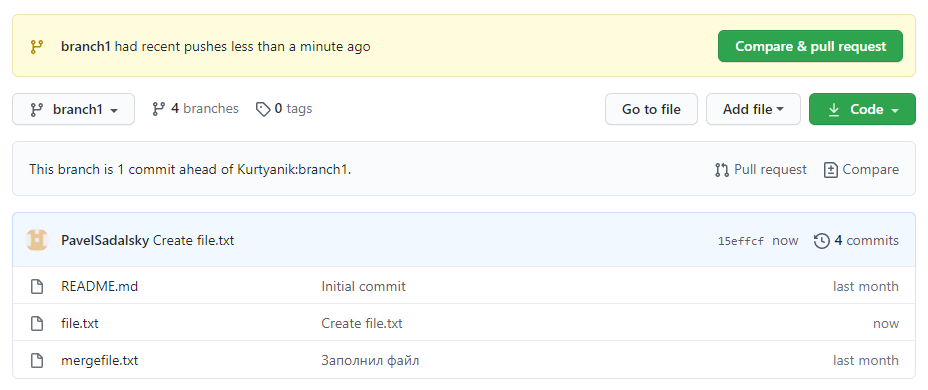 branch1 had recent pushes less than a minute ago Compare & pull request
branch1 4 branches 0 tags Go to file Add file Code
This branch is 1 commit ahead of Kurtyanik:branch1. Pull request Compare
PavelSadalsky Create file.txt 15effcf now 4 commits
README.md Initial commit last month
file.txt Create file.txt now
mergefile.txt Заполнил файл last month